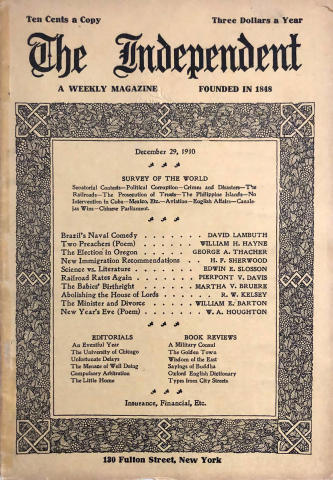 Ten Cents a Copy Three Dollars a Year
The Independent
A WEEKLY MAGAZINE FOUNDED IN 1848
December 29, 1910
SURVEY OF THE WORLD
Senatorial Contests—Political Corruption—Crimes and Disasters—The
Railroads—The Prosecution of Trusts—The Philippine Islands—No
Intervention in Cuba—Mexico, Etc.—Aviation—English Affairs—Canale-
jas Wins—Chinese Parliament.
Brazil's Naval Comedy . . . . . . DAVID LAMBUTH
Two Preachers (Poem) . . . . . . WILLIAM H. HAYNE
The Election in Oregon . . . . . GEORGE A. THACHER
New Immigration Recommendations . . . . H. F. SHERWOOD
Science vs. Literature . . . . . . EDWIN E. SLOSSON
Railroad Rates Again . . . . . . PIERPONT V. DAVIS
The Babies' Birthright . . . . . MARTHA V. BRUERE
Abolishing the House of Lords . . . . . R. W. KELSEY
The Minister and Divorce . . . . . WILLIAM E. BARTON
New Year's Eve (Poem) . . . . . . W. A. HOUGHTON
EDITORIALS
An Eventful Year
The University of Chicago
Unfortunate Delays
The Menace of Well Doing
Compulsory Arbitration
The Little Home
BOOK REVIEWS
A Military Consul
The Golden Town
Wisdom of the East
Sayings of Buddha
Oxford English Dictionary
Types from City Streets
Insurance, Financial, Etc.
130 Fulton Street, New York